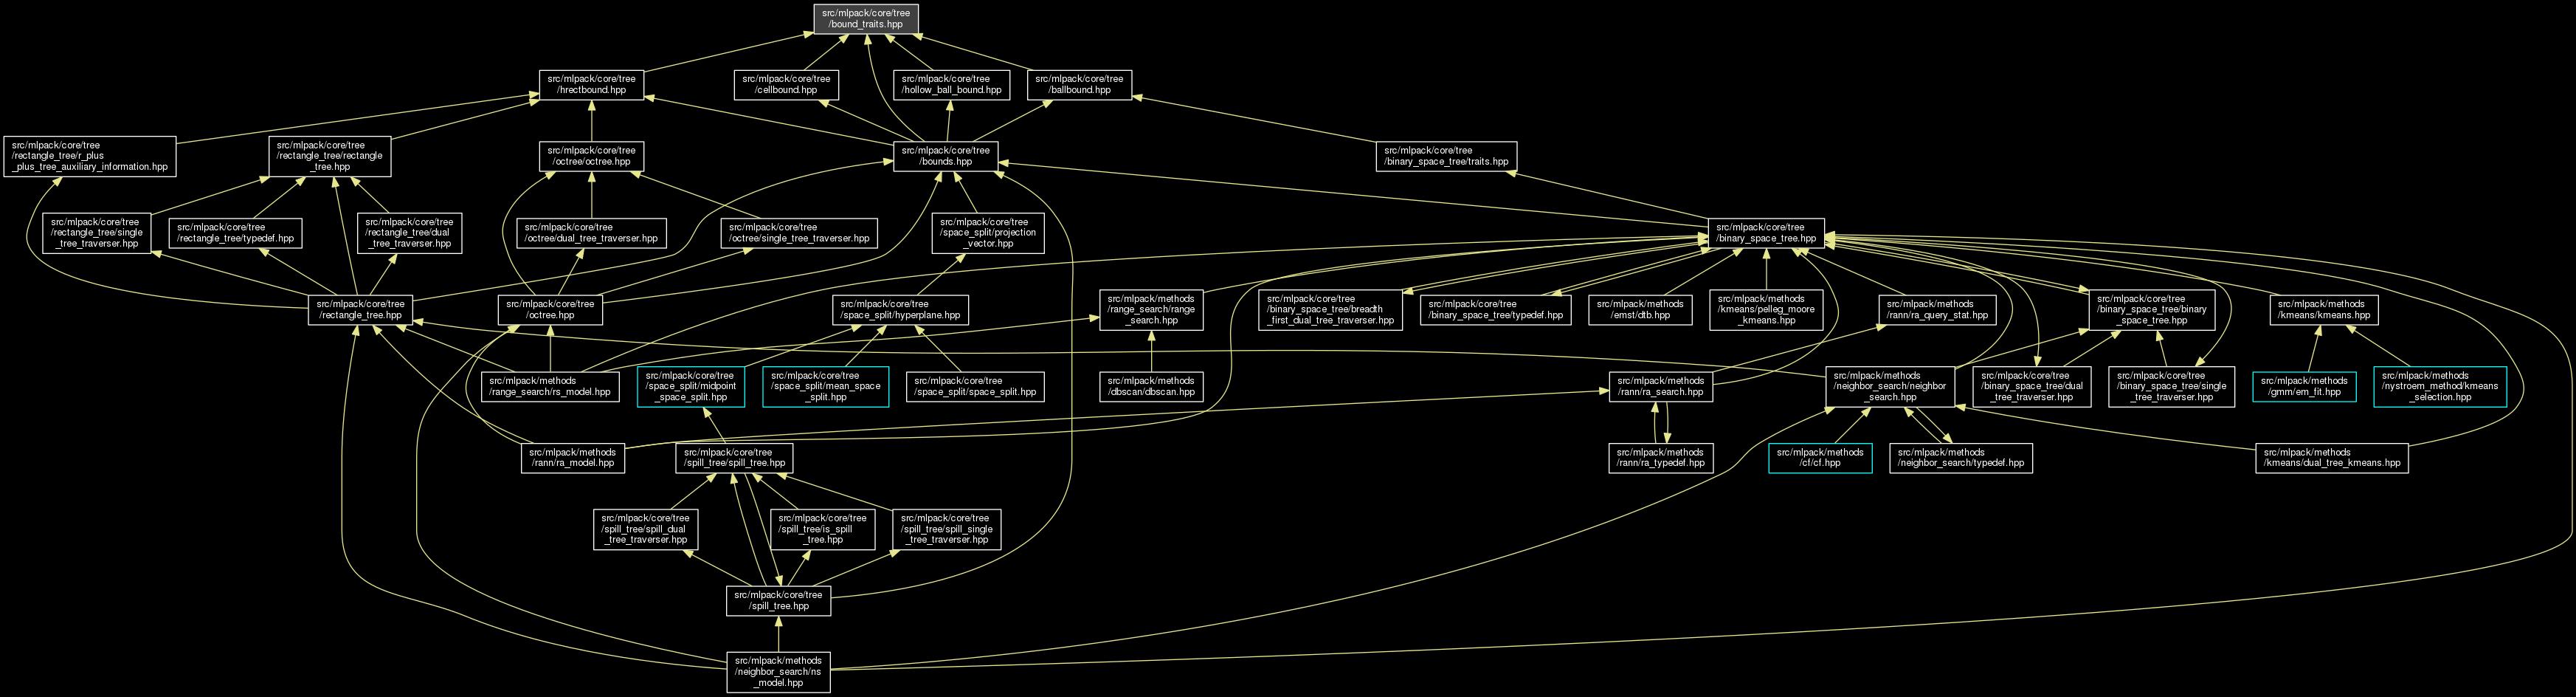 src/mlpack/core/tree
/bound_traits.hpp
src/mlpack/core/tree
/hrectbound.hpp
src/mlpack/core/tree
/cellbound.hpp
src/mlpack/core/tree
/hollow_ball_bound.hpp
src/mlpack/core/tree
/ballbound.hpp
src/mlpack/core/tree
/rectangle_tree/r_plus
_plus_tree_auxiliary_information.hpp
src/mlpack/core/tree
/rectangle_tree/rectangle
_tree.hpp
src/mlpack/core/tree
/octree/octree.hpp
src/mlpack/core/tree
/bounds.hpp
src/mlpack/core/tree
/binary_space_tree/traits.hpp
src/mlpack/core/tree
/rectangle_tree/single
_tree_traverser.hpp
src/mlpack/core/tree
/rectangle_tree/typedef.hpp
src/mlpack/core/tree
/rectangle_tree/dual
_tree_traverser.hpp
src/mlpack/core/tree
/octree/dual_tree_traverser.hpp
src/mlpack/core/tree
/octree/single_tree_traverser.hpp
src/mlpack/core/tree
/space_split/projection
_vector.hpp
src/mlpack/core/tree
/binary_space_tree.hpp
src/mlpack/core/tree
/rectangle_tree.hpp
src/mlpack/core/tree
/octree.hpp
src/mlpack/core/tree
/space_split/hyperplane.hpp
src/mlpack/methods
/range_search/range
_search.hpp
src/mlpack/core/tree
/binary_space_tree/breadth
_first_dual_tree_traverser.hpp
src/mlpack/core/tree
/binary_space_tree/typedef.hpp
src/mlpack/methods
/emst/dtb.hpp
src/mlpack/methods
/kmeans/pelleg_moore
_kmeans.hpp
src/mlpack/methods
/rann/ra_query_stat.hpp
src/mlpack/core/tree
/binary_space_tree/binary
_space_tree.hpp
src/mlpack/methods
/kmeans/kmeans.hpp
src/mlpack/methods
/range_search/rs_model.hpp
src/mlpack/core/tree
/space_split/midpoint
_space_split.hpp
src/mlpack/core/tree
/space_split/mean_space
_split.hpp
src/mlpack/core/tree
/space_split/space_split.hpp
src/mlpack/methods
/dbscan/dbscan.hpp
src/mlpack/methods
/rann/ra_search.hpp
src/mlpack/methods
/neighbor_search/neighbor
_search.hpp
src/mlpack/core/tree
/binary_space_tree/dual
_tree_traverser.hpp
src/mlpack/core/tree
/binary_space_tree/single
_tree_traverser.hpp
src/mlpack/methods
/gmm/em_fit.hpp
src/mlpack/methods
/nystroem_method/kmeans
_selection.hpp
src/mlpack/methods
/rann/ra_model.hpp
src/mlpack/core/tree
/spill_tree/spill_tree.hpp
src/mlpack/methods
/rann/ra_typedef.hpp
src/mlpack/methods
/cf/cf.hpp
src/mlpack/methods
/neighbor_search/typedef.hpp
src/mlpack/methods
/kmeans/dual_tree_kmeans.hpp
src/mlpack/core/tree
/spill_tree/spill_dual
_tree_traverser.hpp
src/mlpack/core/tree
/spill_tree/is_spill
_tree.hpp
src/mlpack/core/tree
/spill_tree/spill_single
_tree_traverser.hpp
src/mlpack/core/tree
/spill_tree.hpp
src/mlpack/methods
/neighbor_search/ns
_model.hpp